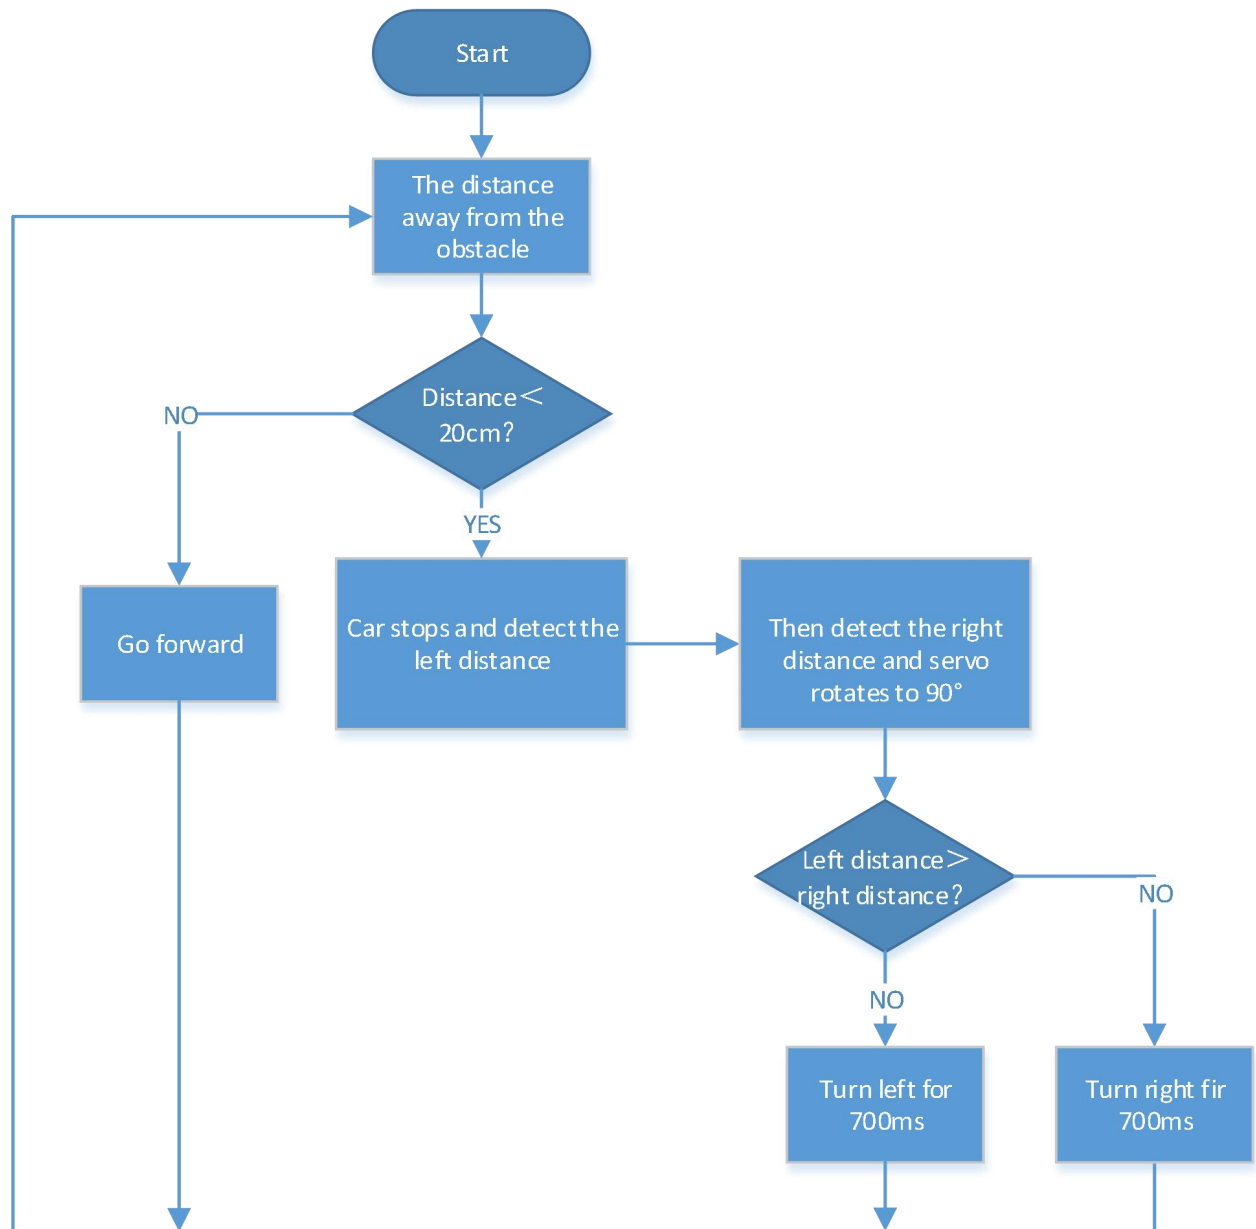 Start
The distance
away from the
obstacle
Distance＜
20cm？
NO
YES
Go forward
Car stops and detect the
left distance
Then detect the right
distance and servo
rotates to 90°
Left distance＞
right distance？
NO
NO
Turn left for
700ms
Turn right fir
700ms